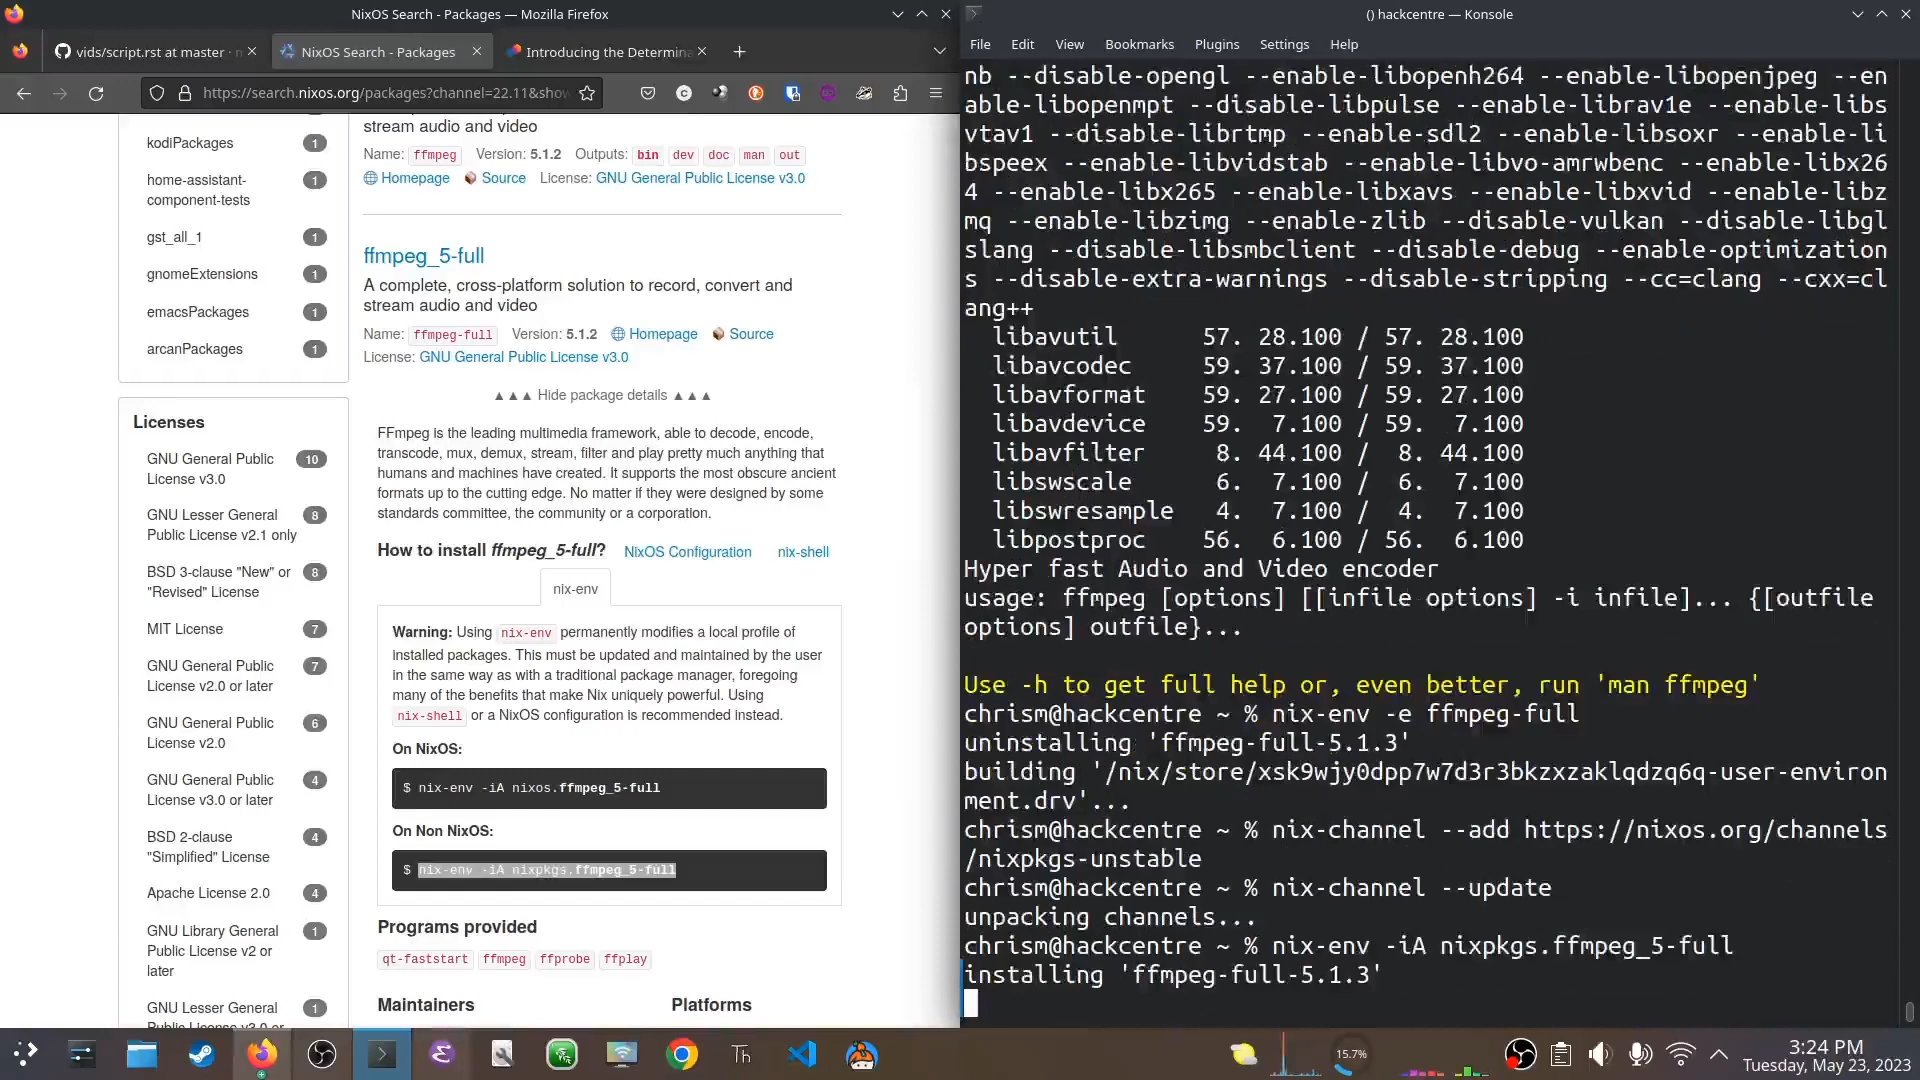 NixOS Search - Packages — Mozilla Firefox
vids/script.rst at master ·
NixOS Search - Packages
Introducing the Determina
https://search.nixos.org/packages?channel=22.11&show
kodiPackages 1
home-assistant-
component-tests 1
gst_all_1 1
gnomeExtensions 1
emacsPackages 1
arcanPackages 1
Licenses
GNU General Public
License v3.0 10
GNU Lesser General
Public License v2.1 only 8
BSD 3-clause "New" or
"Revised" License 8
MIT License 7
GNU General Public
License v2.0 or later 7
GNU General Public
License v2.0 6
GNU General Public
License v3.0 or later 4
BSD 2-clause
"Simplified" License 4
Apache License 2.0 4
GNU Library General
Public License v2 or
later 1
GNU Lesser General 1
Public License v3.0 or
stream audio and video
Name: ffmpeg Version: 5.1.2 Outputs: bin dev doc man out
Homepage Source License: GNU General Public License v3.0
ffmpeg_5-full
A complete, cross-platform solution to record, convert and
stream audio and video
Name: ffmpeg-full Version: 5.1.2 Homepage Source
License: GNU General Public License v3.0
▲▲▲ Hide package details ▲▲▲
FFmpeg is the leading multimedia framework, able to decode, encode,
transcode, mux, demux, stream, filter and play pretty much anything that
humans and machines have created. It supports the most obscure ancient
formats up to the cutting edge. No matter if they were designed by some
standards committee, the community or a corporation.
How to install ffmpeg_5-full? NixOS Configuration nix-shell
nix-env
Warning: Using nix-env permanently modifies a local profile of
installed packages. This must be updated and maintained by the user
in the same way as with a traditional package manager, foregoing
many of the benefits that make Nix uniquely powerful. Using
nix-shell or a NixOS configuration is recommended instead.
On NixOS:
$ nix-env -iA nixos.ffmpeg_5-full
On Non NixOS:
$ nix-env -iA nixpkgs.ffmpeg_5-full
Programs provided
qt-faststart ffmpeg ffprobe ffplay
Maintainers Platforms
() hackcentre — Konsole
File Edit View Bookmarks Plugins Settings Help
nb --disable-opengl --enable-libopenh264 --enable-libopenjpeg --en
able-libopenmpt --disable-libpulse --enable-librav1e --enable-libs
vtav1 --disable-librtmp --enable-sdl2 --enable-libsoxr --enable-li
bspeex --enable-libvidstab --enable-libvo-amrwbenc --enable-libx26
4 --enable-libx265 --enable-libxavs --enable-libxvid --enable-libz
mq --enable-libzimg --enable-zlib --disable-vulkan --disable-libgl
slang --disable-libsmbclient --disable-debug --enable-optimization
s --disable-extra-warnings --disable-stripping --cc=clang --cxx=cl
ang++
libavutil 57. 28.100 / 57. 28.100
libavcodec 59. 37.100 / 59. 37.100
libavformat 59. 27.100 / 59. 27.100
libavdevice 59. 7.100 / 59. 7.100
libavfilter 8. 44.100 / 8. 44.100
libswscale 6. 7.100 / 6. 7.100
libswresample 4. 7.100 / 4. 7.100
libpostproc 56. 6.100 / 56. 6.100
Hyper fast Audio and Video encoder
usage: ffmpeg [options] [[infile options] -i infile]... {[outfile
options] outfile}...
Use -h to get full help or, even better, run 'man ffmpeg'
chrism@hackcentre ~ % nix-env -e ffmpeg-full
uninstalling 'ffmpeg-full-5.1.3'
building '/nix/store/xsk9wjy0dpp7w7d3r3bkzxzaklqdzq6q-user-environ
ment.drv'...
chrism@hackcentre ~ % nix-channel --add https://nixos.org/channels
/nixpkgs-unstable
chrism@hackcentre ~ % nix-channel --update
unpacking channels...
chrism@hackcentre ~ % nix-env -iA nixpkgs.ffmpeg_5-full
installing 'ffmpeg-full-5.1.3'
Th
15.7%
3:24 PM
Tuesday, May 23, 2023